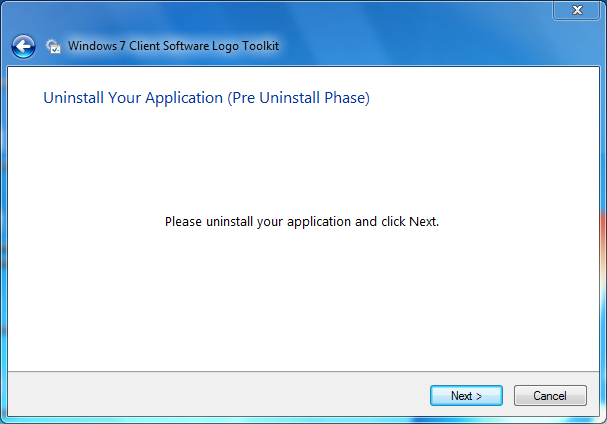 Windows 7 Client Software Logo Toolkit
Uninstall Your Application (Pre Uninstall Phase)
Please uninstall your application and click Next.
Next >
Cancel